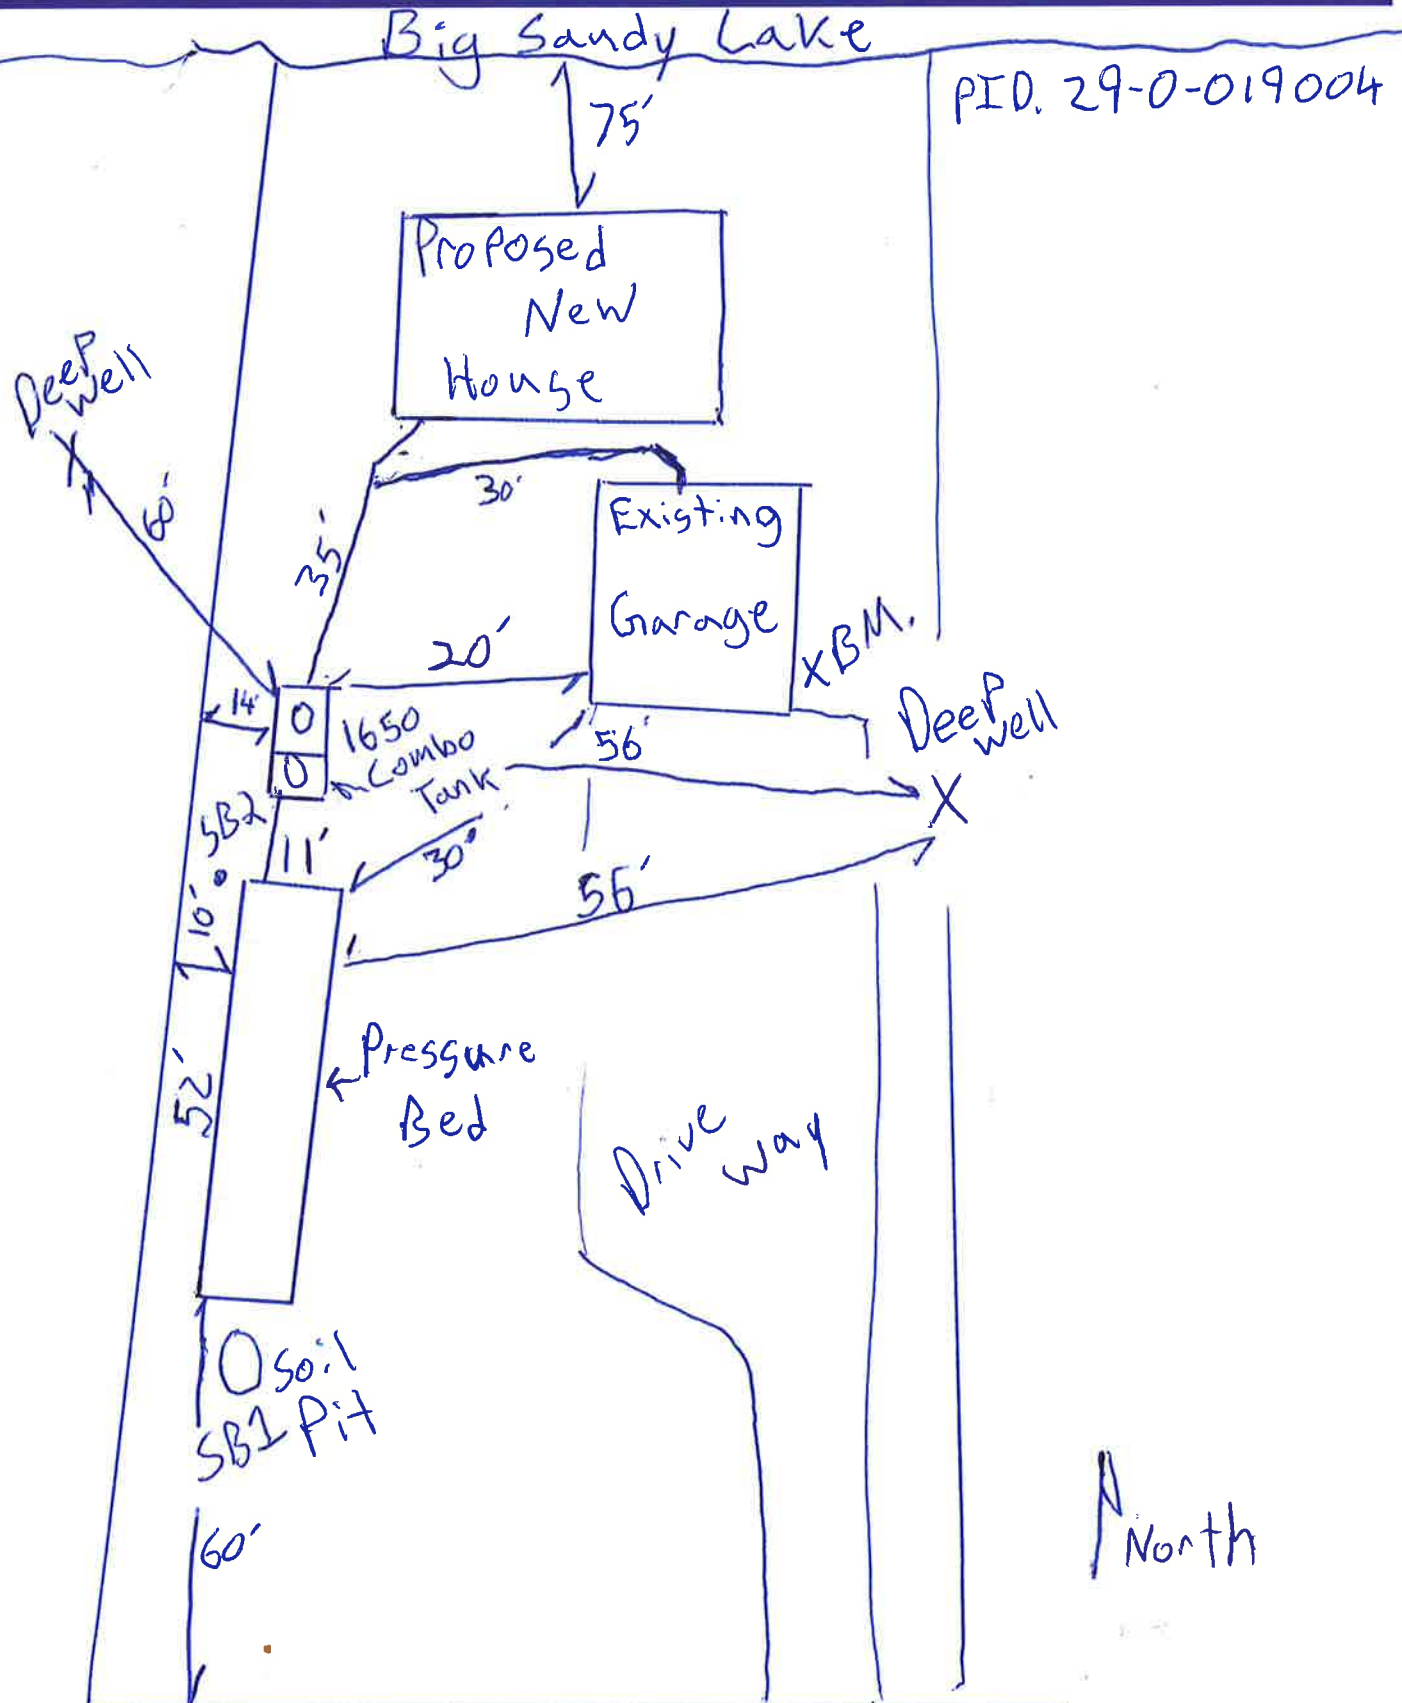 Big Sandy Lake
PID. 29-0-019004
75'
Proposed
New
House
Deep
well
X
60'
30'
35'
Existing
Garage
XBM.
20'
14'
O
1650
Combo
Tank
O
56'
Deep
well
X
SB2
11'
30'
10'
56'
52'
Pressure
Bed
Drive
way
Soil
Pit
SB1
60'
North